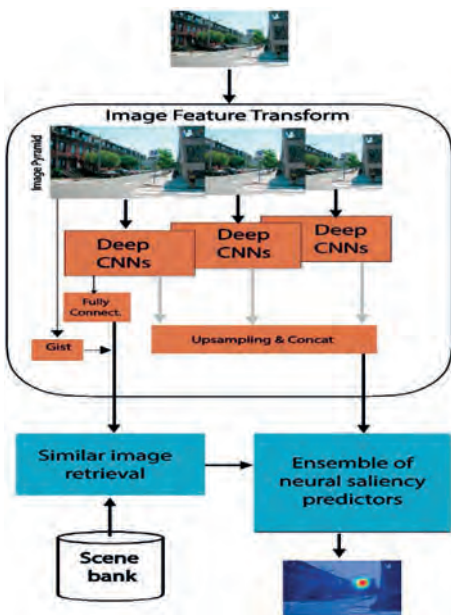 Image Feature Transform
Image Pyramid
Deep
CNNs
Deep
CNNs
Deep
CNNs
Fully
Connect.
Gist
Upsampling & Concat
Similar image
retrieval
Ensemble of
neural saliency
predictors
Scene
bank